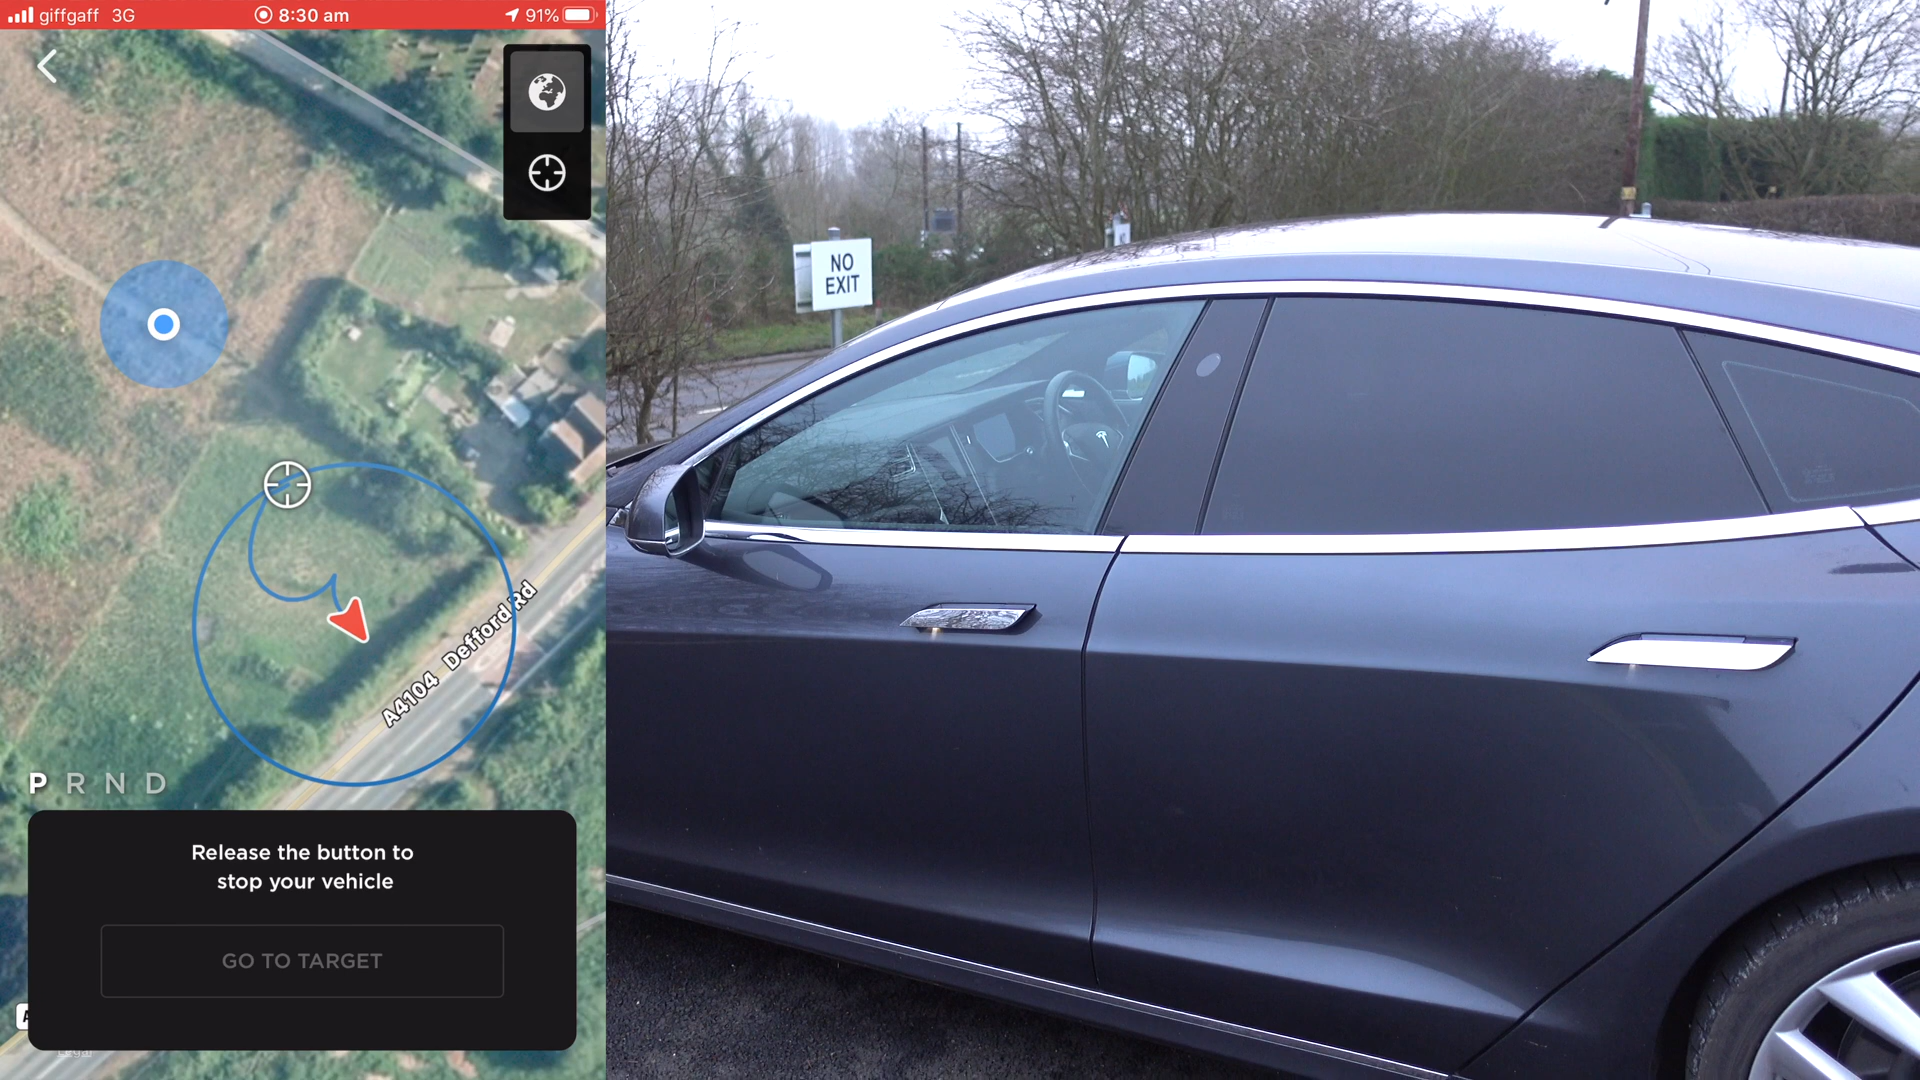 giffgaff 3G 8:30 am 91%
A4104 Defford Rd
P R N D
Release the button to
stop your vehicle
GO TO TARGET
Legal
NO
EXIT